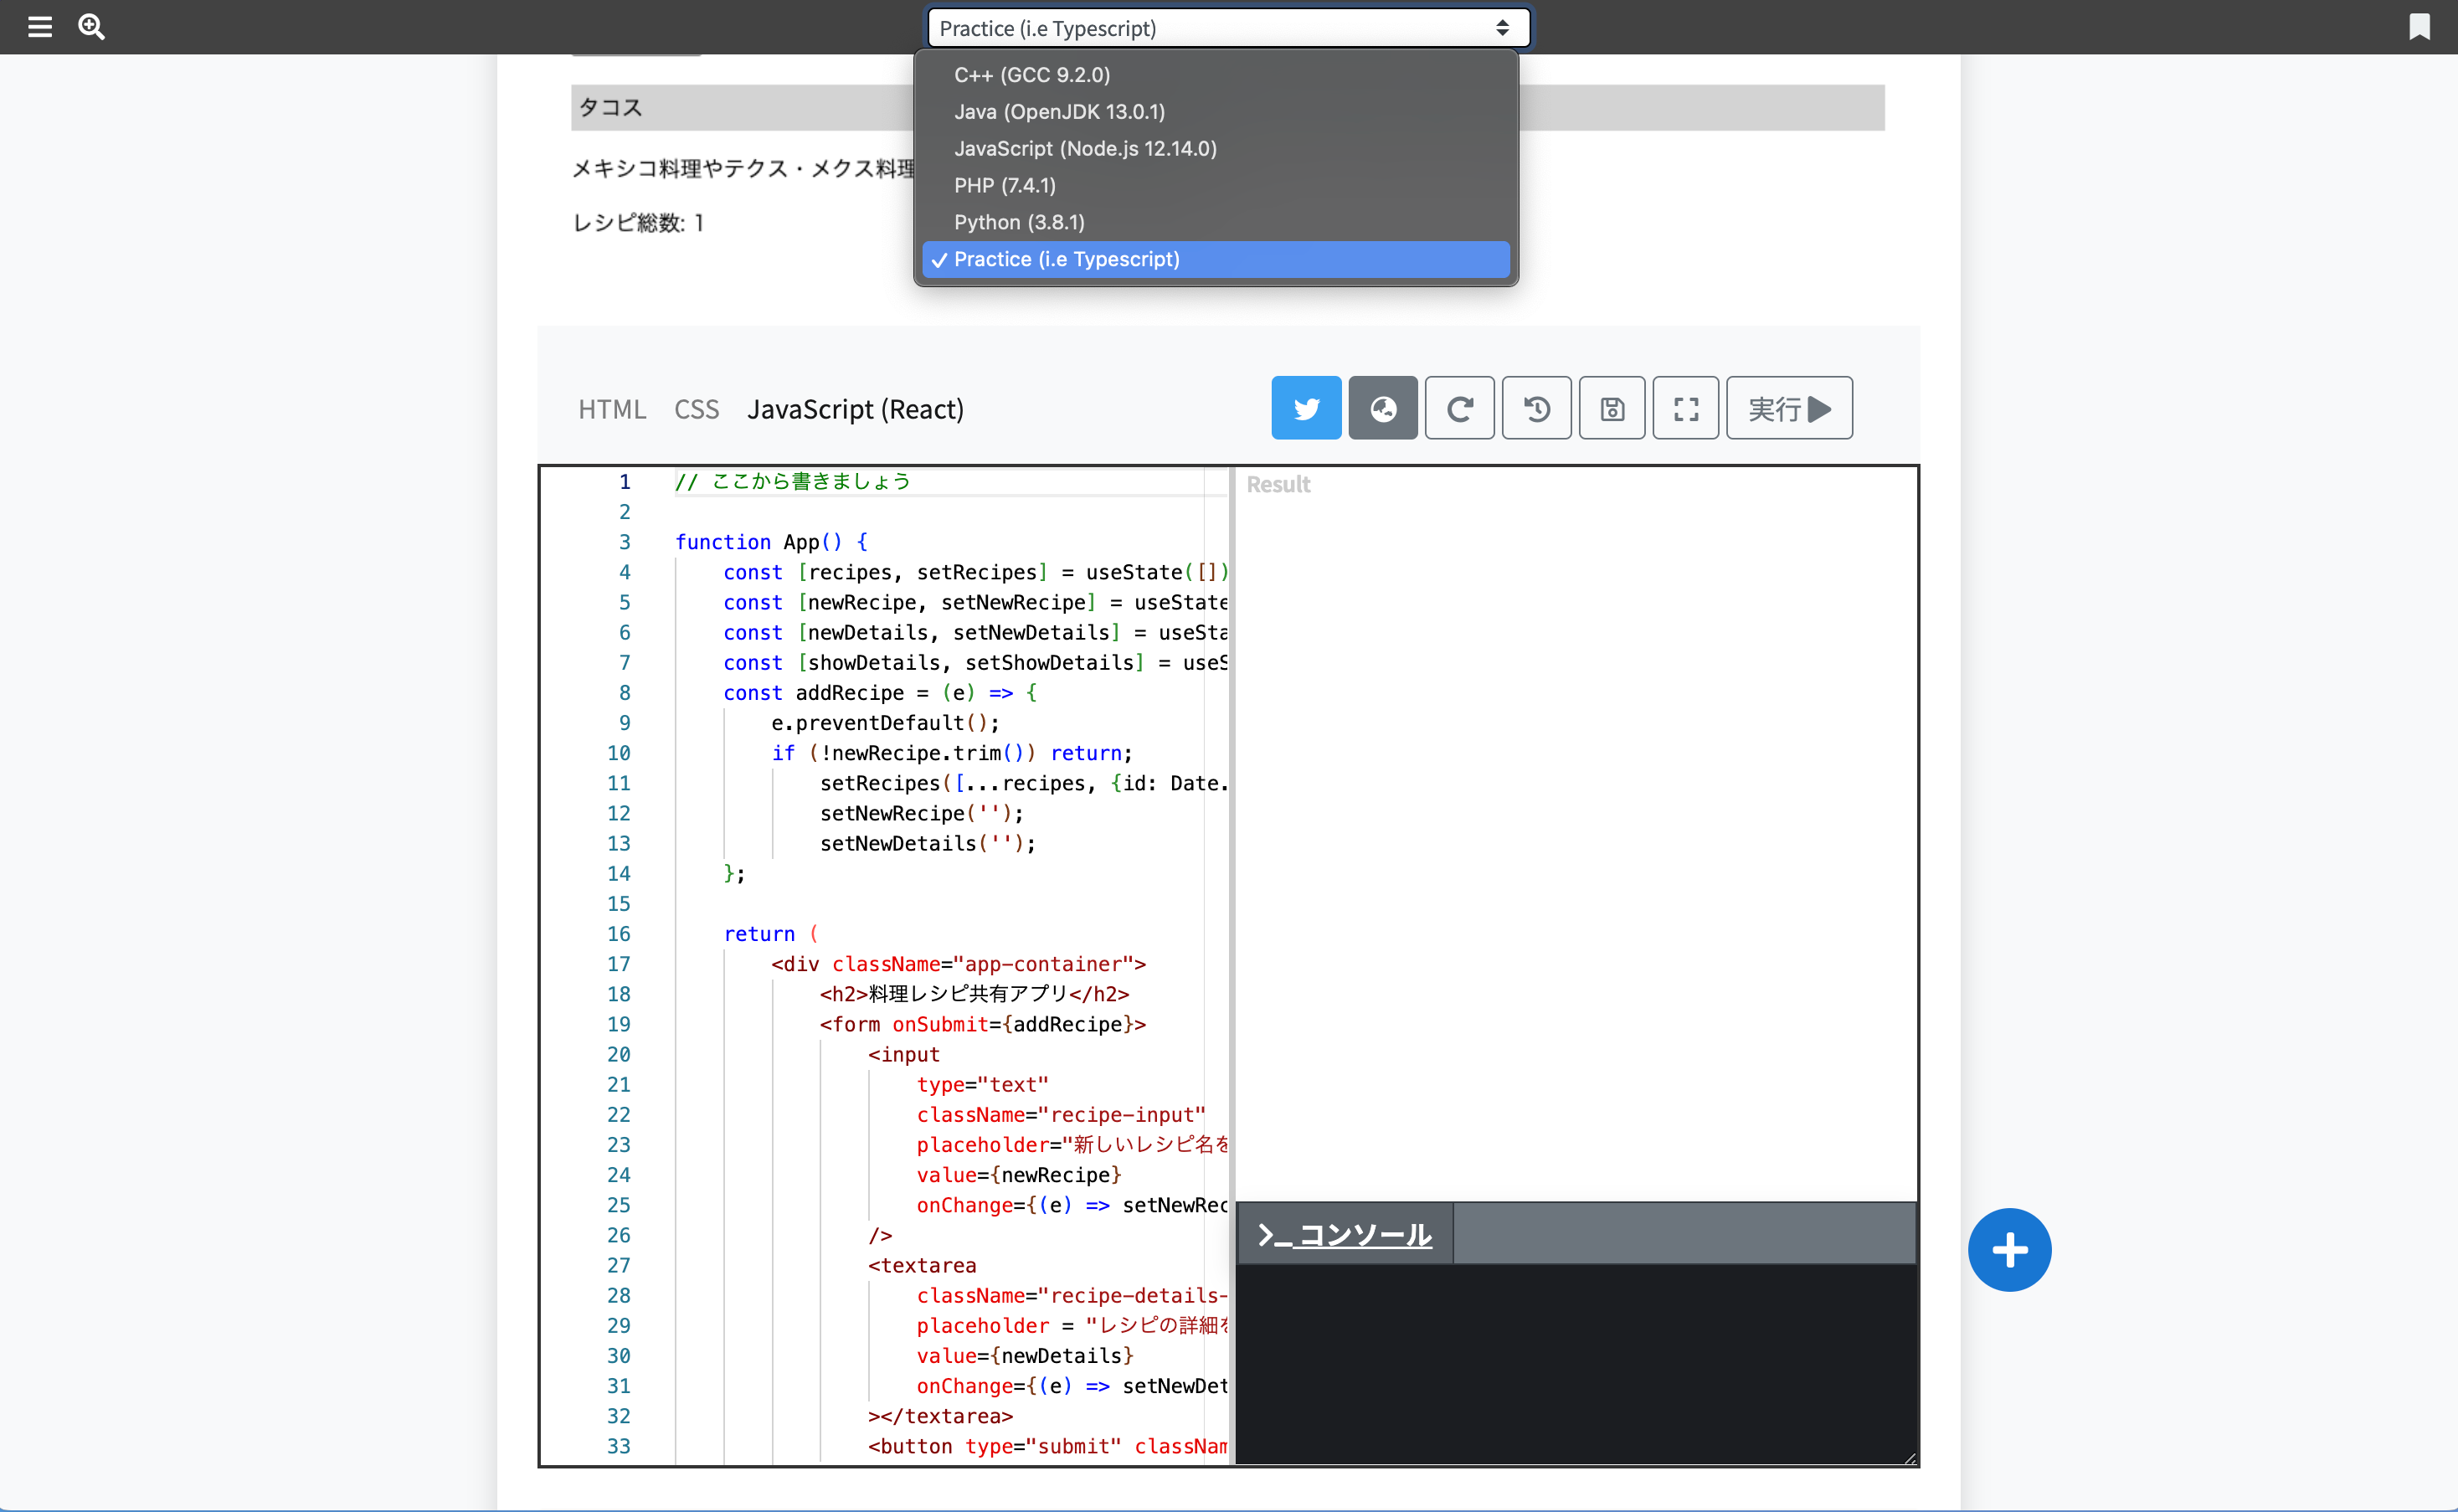 Practice (i.e Typescript)
C++ (GCC 9.2.0)
Java (OpenJDK 13.0.1)
JavaScript (Node.js 12.14.0)
PHP (7.4.1)
Python (3.8.1)
Practice (i.e Typescript)
タコス
メキシコ料理やテクス・メクス料理
レシピ総数: 1
HTML CSS JavaScript (React)
実行
1 // ここから書きましょう
2
3 function App() {
4 const [recipes, setRecipes] = useState([])
5 const [newRecipe, setNewRecipe] = useState
6 const [newDetails, setNewDetails] = useSta
7 const [showDetails, setShowDetails] = useS
8 const addRecipe = (e) => {
9 e.preventDefault();
10 if (!newRecipe.trim()) return;
11 setRecipes([...recipes, {id: Date.
12 setNewRecipe('');
13 setNewDetails('');
14 };
15
16 return (
17 <div className="app-container">
18 <h2>料理レシピ共有アプリ</h2>
19 <form onSubmit={addRecipe}>
20 <input
21 type="text"
22 className="recipe-input"
23 placeholder="新しいレシピ名を
24 value={newRecipe}
25 onChange={(e) => setNewRec
26 />
27 <textarea
28 className="recipe-details-
29 placeholder = "レシピの詳細を
30 value={newDetails}
31 onChange={(e) => setNewDet
32 ></textarea>
33 <button type="submit" classNam
Result
>_ コンソール